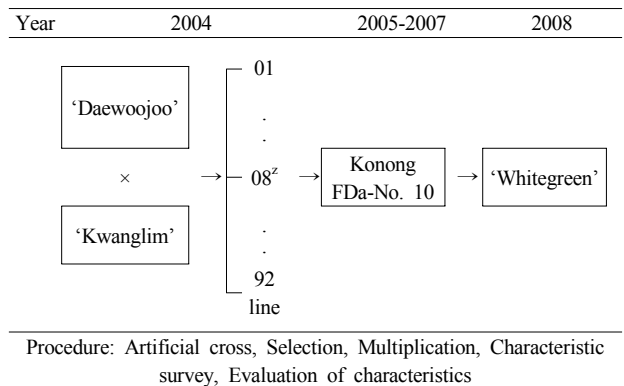 Year 2004 2005-2007 2008
01
‘Daewoojoo’
.
.
× → 08ᶻ → Konong FDa-No. 10 → ‘Whitegreen’
‘Kwanglim’
.
.
92
line
Procedure: Artificial cross, Selection, Multiplication, Characteristic
survey, Evaluation of characteristics